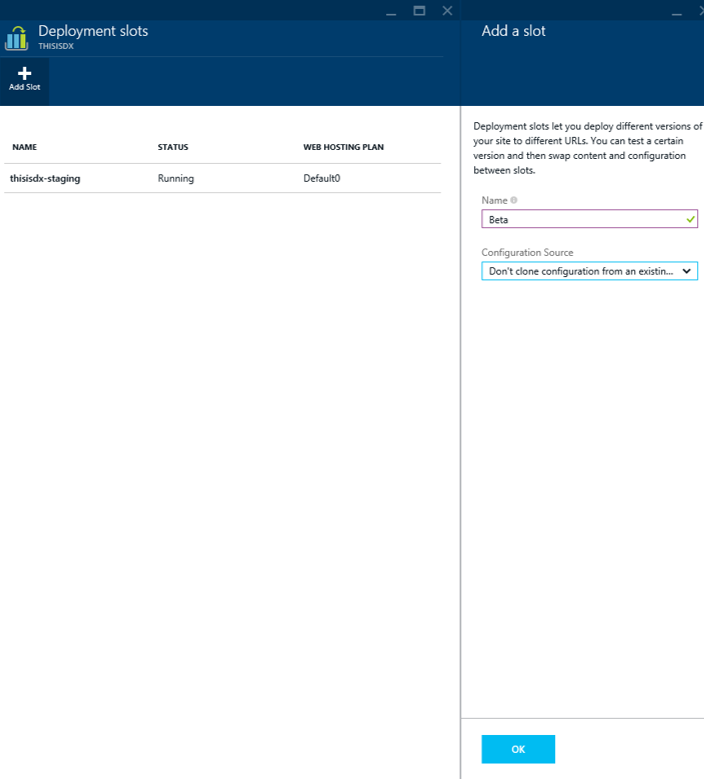 Deployment slots
THISISDX
Add Slot
NAME STATUS WEB HOSTING PLAN
thisisdx-staging Running Default0
Add a slot
Deployment slots let you deploy different versions of
your site to different URLs. You can test a certain
version and then swap content and configuration
between slots.
Name
Beta
Configuration Source
Don't clone configuration from an existin...
OK